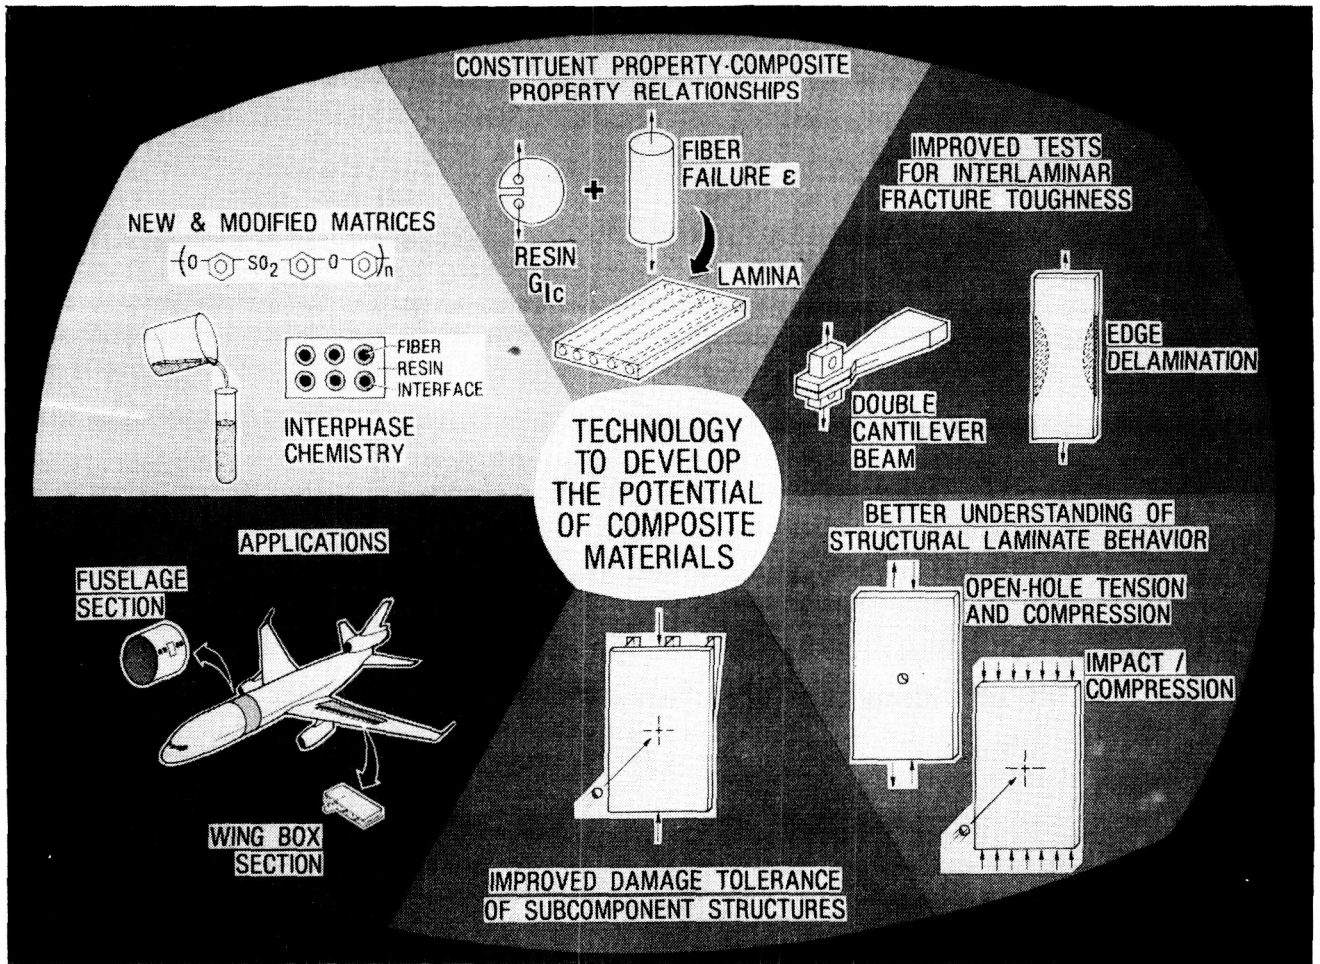 CONSTITUENT PROPERTY-COMPOSITE
PROPERTY RELATIONSHIPS
FIBER
FAILURE ε
+
RESIN
G_Ic
LAMINA
IMPROVED TESTS
FOR INTERLAMINAR
FRACTURE TOUGHNESS
EDGE
DELAMINATION
DOUBLE
CANTILEVER
BEAM
NEW & MODIFIED MATRICES
(O SO₂ O )n
FIBER
RESIN
INTERFACE
INTERPHASE
CHEMISTRY
TECHNOLOGY
TO DEVELOP
THE POTENTIAL
OF COMPOSITE
MATERIALS
BETTER UNDERSTANDING OF
STRUCTURAL LAMINATE BEHAVIOR
OPEN-HOLE TENSION
AND COMPRESSION
IMPACT /
COMPRESSION
APPLICATIONS
FUSELAGE
SECTION
WING BOX
SECTION
IMPROVED DAMAGE TOLERANCE
OF SUBCOMPONENT STRUCTURES